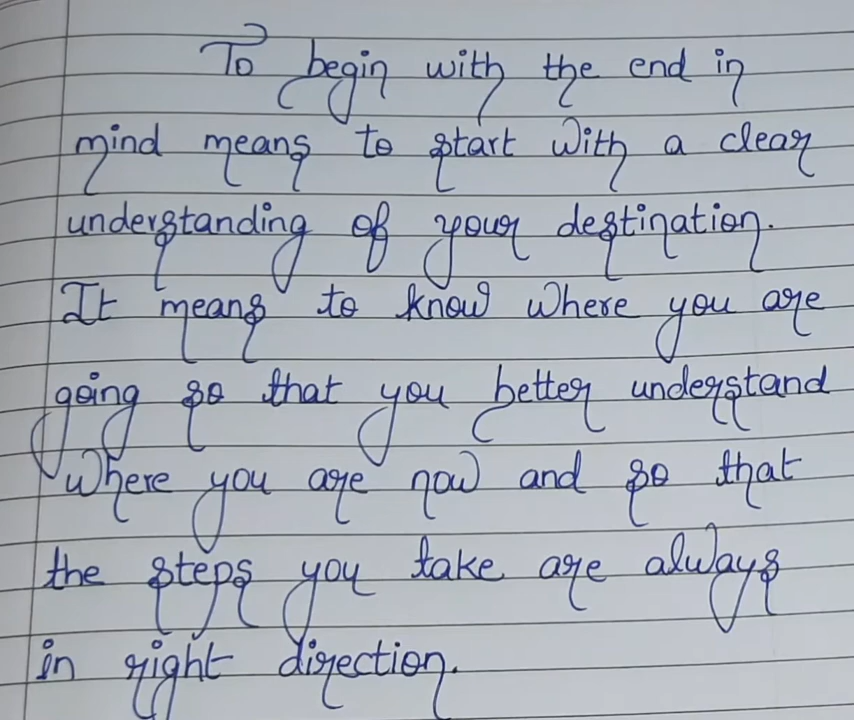 To begin with the end in
mind means to start with a clear
understanding of your destination.
It means to know where you are
going so that you better understand
where you are now and so that
the steps you take are always
in right direction.